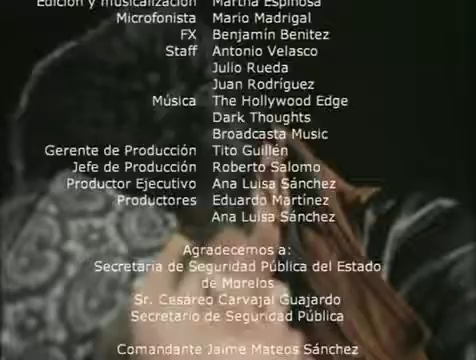 Edición y musicalización Martha Espinosa
Microfonista Mario Madrigal
FX Benjamín Benitez
Staff Antonio Velasco
Julio Rueda
Juan Rodríguez
Música The Hollywood Edge
Dark Thoughts
Broadcasta Music
Gerente de Producción Tito Guillén
Jefe de Producción Roberto Salomo
Productor Ejecutivo Ana Luisa Sánchez
Productores Eduardo Martínez
Ana Luisa Sánchez
Agradecemos a:
Secretaria de Seguridad Pública del Estado
de Morelos
Sr. Cesáreo Carvajal Guajardo
Secretario de Seguridad Pública
Comandante Jaime Mateos Sánchez